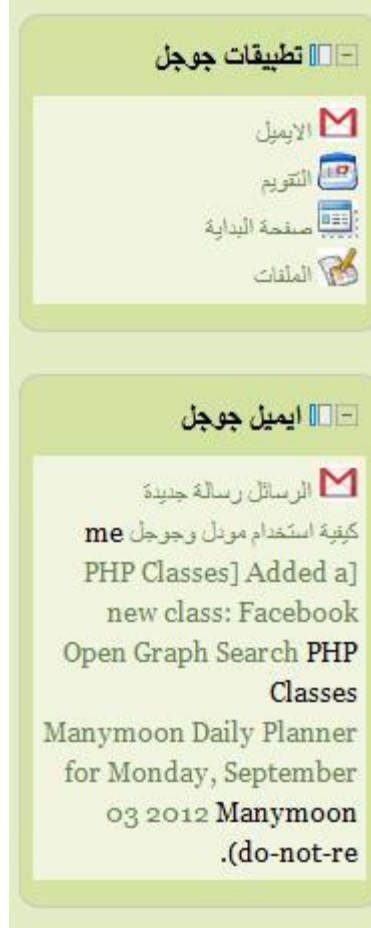 تطبيقات جوجل
الايميل
التقويم
صفحة البداية
الملفات
ايميل جوجل
الرسائل رسالة جديدة
كيفية استخدام مودل وجوجل me
PHP Classes] Added a]
new class: Facebook
Open Graph Search PHP
Classes
Manymoon Daily Planner
for Monday, September
03 2012 Manymoon
.(do-not-re